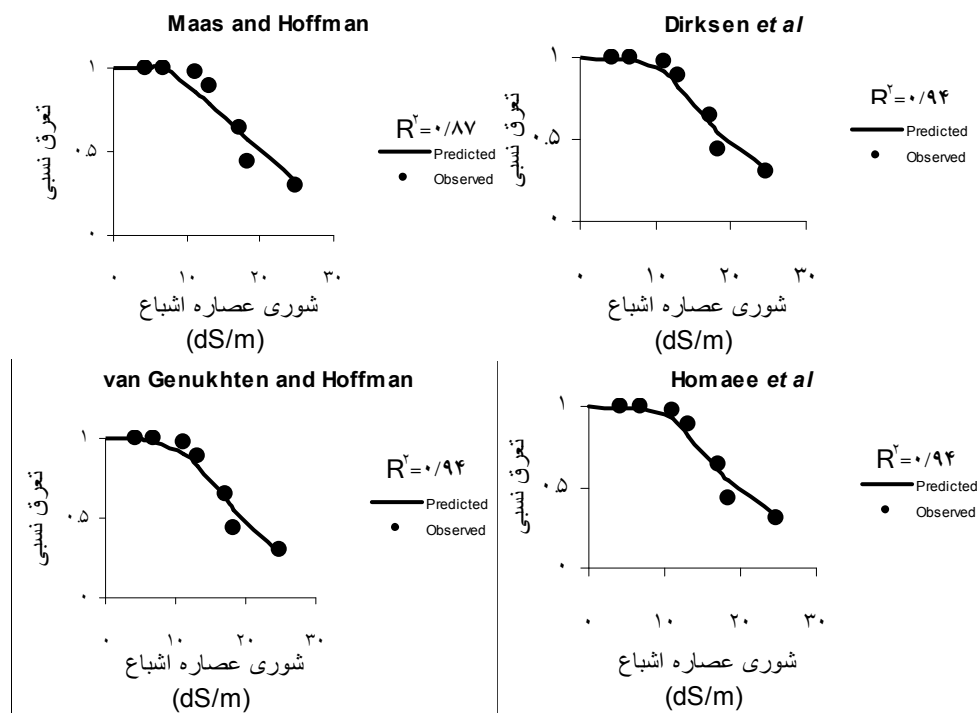 Maas and Hoffman
۱
۰/۵
۰
تعرق نسبی
R۲=۰/۸۷
Predicted
Observed
۰ ۱۰ ۲۰ ۳۰
شوری عصاره اشباع
(dS/m)
Dirksen et al
۱
۰/۵
۰
تعرق نسبی
R۲=۰/۹۴
Predicted
Observed
۰ ۱۰ ۲۰ ۳۰
شوری عصاره اشباع
(dS/m)
van Genukhten and Hoffman
۱
۰/۵
۰
تعرق نسبی
R۲=۰/۹۴
Predicted
Observed
۰ ۱۰ ۲۰ ۳۰
شوری عصاره اشباع
(dS/m)
Homaee et al
۱
۰/۵
۰
تعرق نسبی
R۲=۰/۹۴
Predicted
Observed
۰ ۱۰ ۲۰ ۳۰
شوری عصاره اشباع
(dS/m)